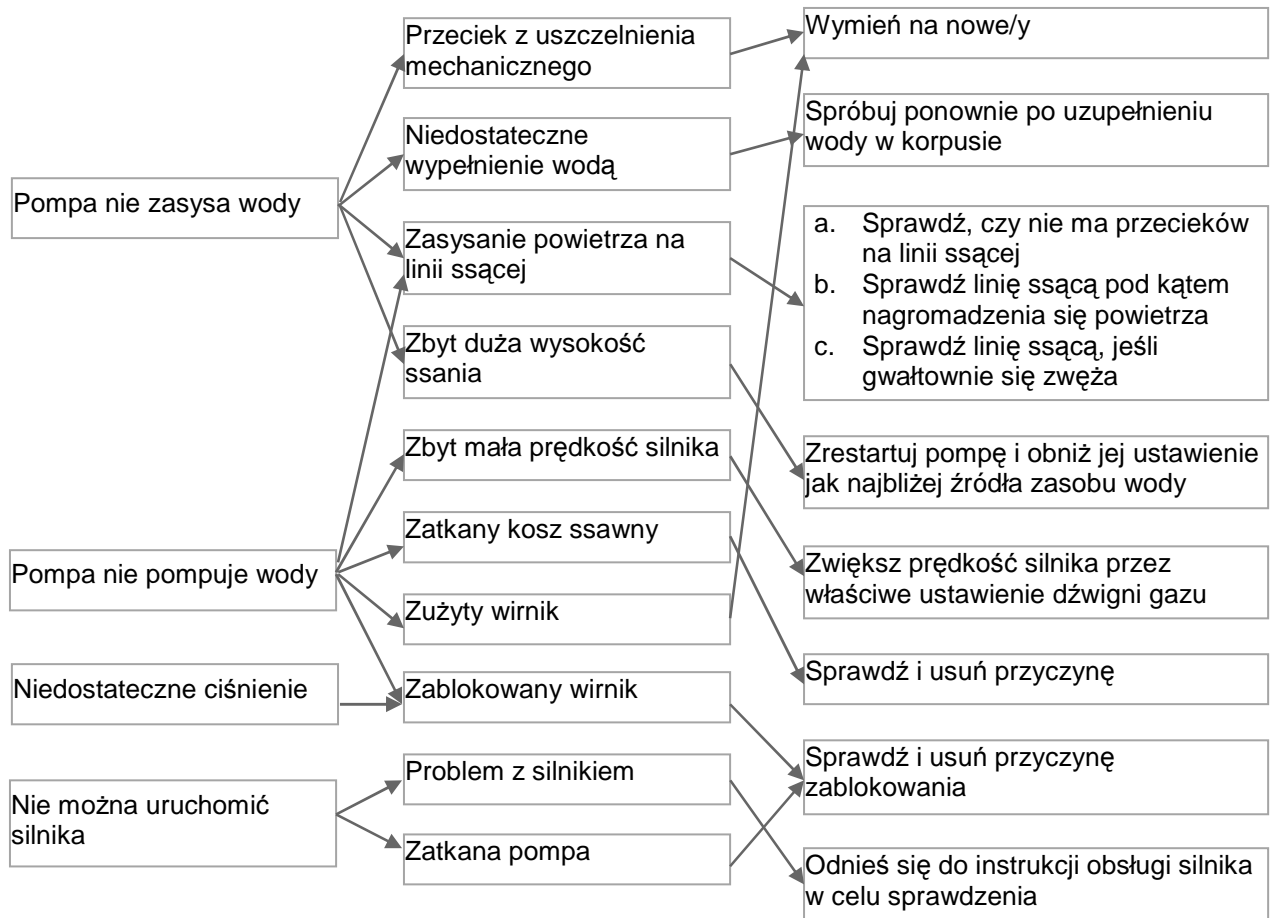 Pompa nie zasysa wody
Pompa nie pompuje wody
Niedostateczne ciśnienie
Nie można uruchomić
silnika
Przeciek z uszczelnienia
mechanicznego
Niedostateczne
wypełnienie wodą
Zasysanie powietrza na
linii ssącej
Zbyt duża wysokość
ssania
Zbyt mała prędkość silnika
Zatkany kosz ssawny
Zużyty wirnik
Zablokowany wirnik
Problem z silnikiem
Zatkana pompa
Wymień na nowe/y
Spróbuj ponownie po uzupełnieniu
wody w korpusie
a. Sprawdź, czy nie ma przecieków
na linii ssącej
b. Sprawdź linię ssącą pod kątem
nagromadzenia się powietrza
c. Sprawdź linię ssącą, jeśli
gwałtownie się zwęża
Zrestartuj pompę i obniż jej ustawienie
jak najbliżej źródła zasobu wody
Zwiększ prędkość silnika przez
właściwe ustawienie dźwigni gazu
Sprawdź i usuń przyczynę
Sprawdź i usuń przyczynę
zablokowania
Odnieś się do instrukcji obsługi silnika
w celu sprawdzenia